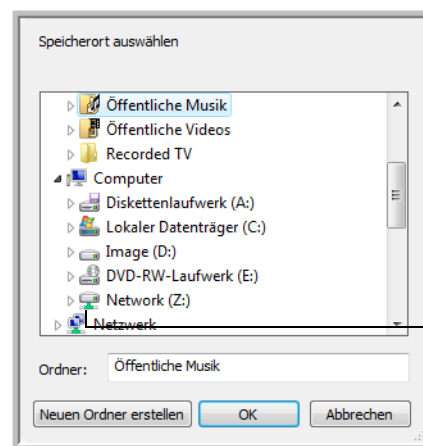 Speicherort auswählen
Öffentliche Musik
Öffentliche Videos
Recorded TV
Computer
Diskettenlaufwerk (A:)
Lokaler Datenträger (C:)
Image (D:)
DVD-RW-Laufwerk (E:)
Network (Z:)
Netzwerk
Ordner: Öffentliche Musik
Neuen Ordner erstellen OK Abbrechen